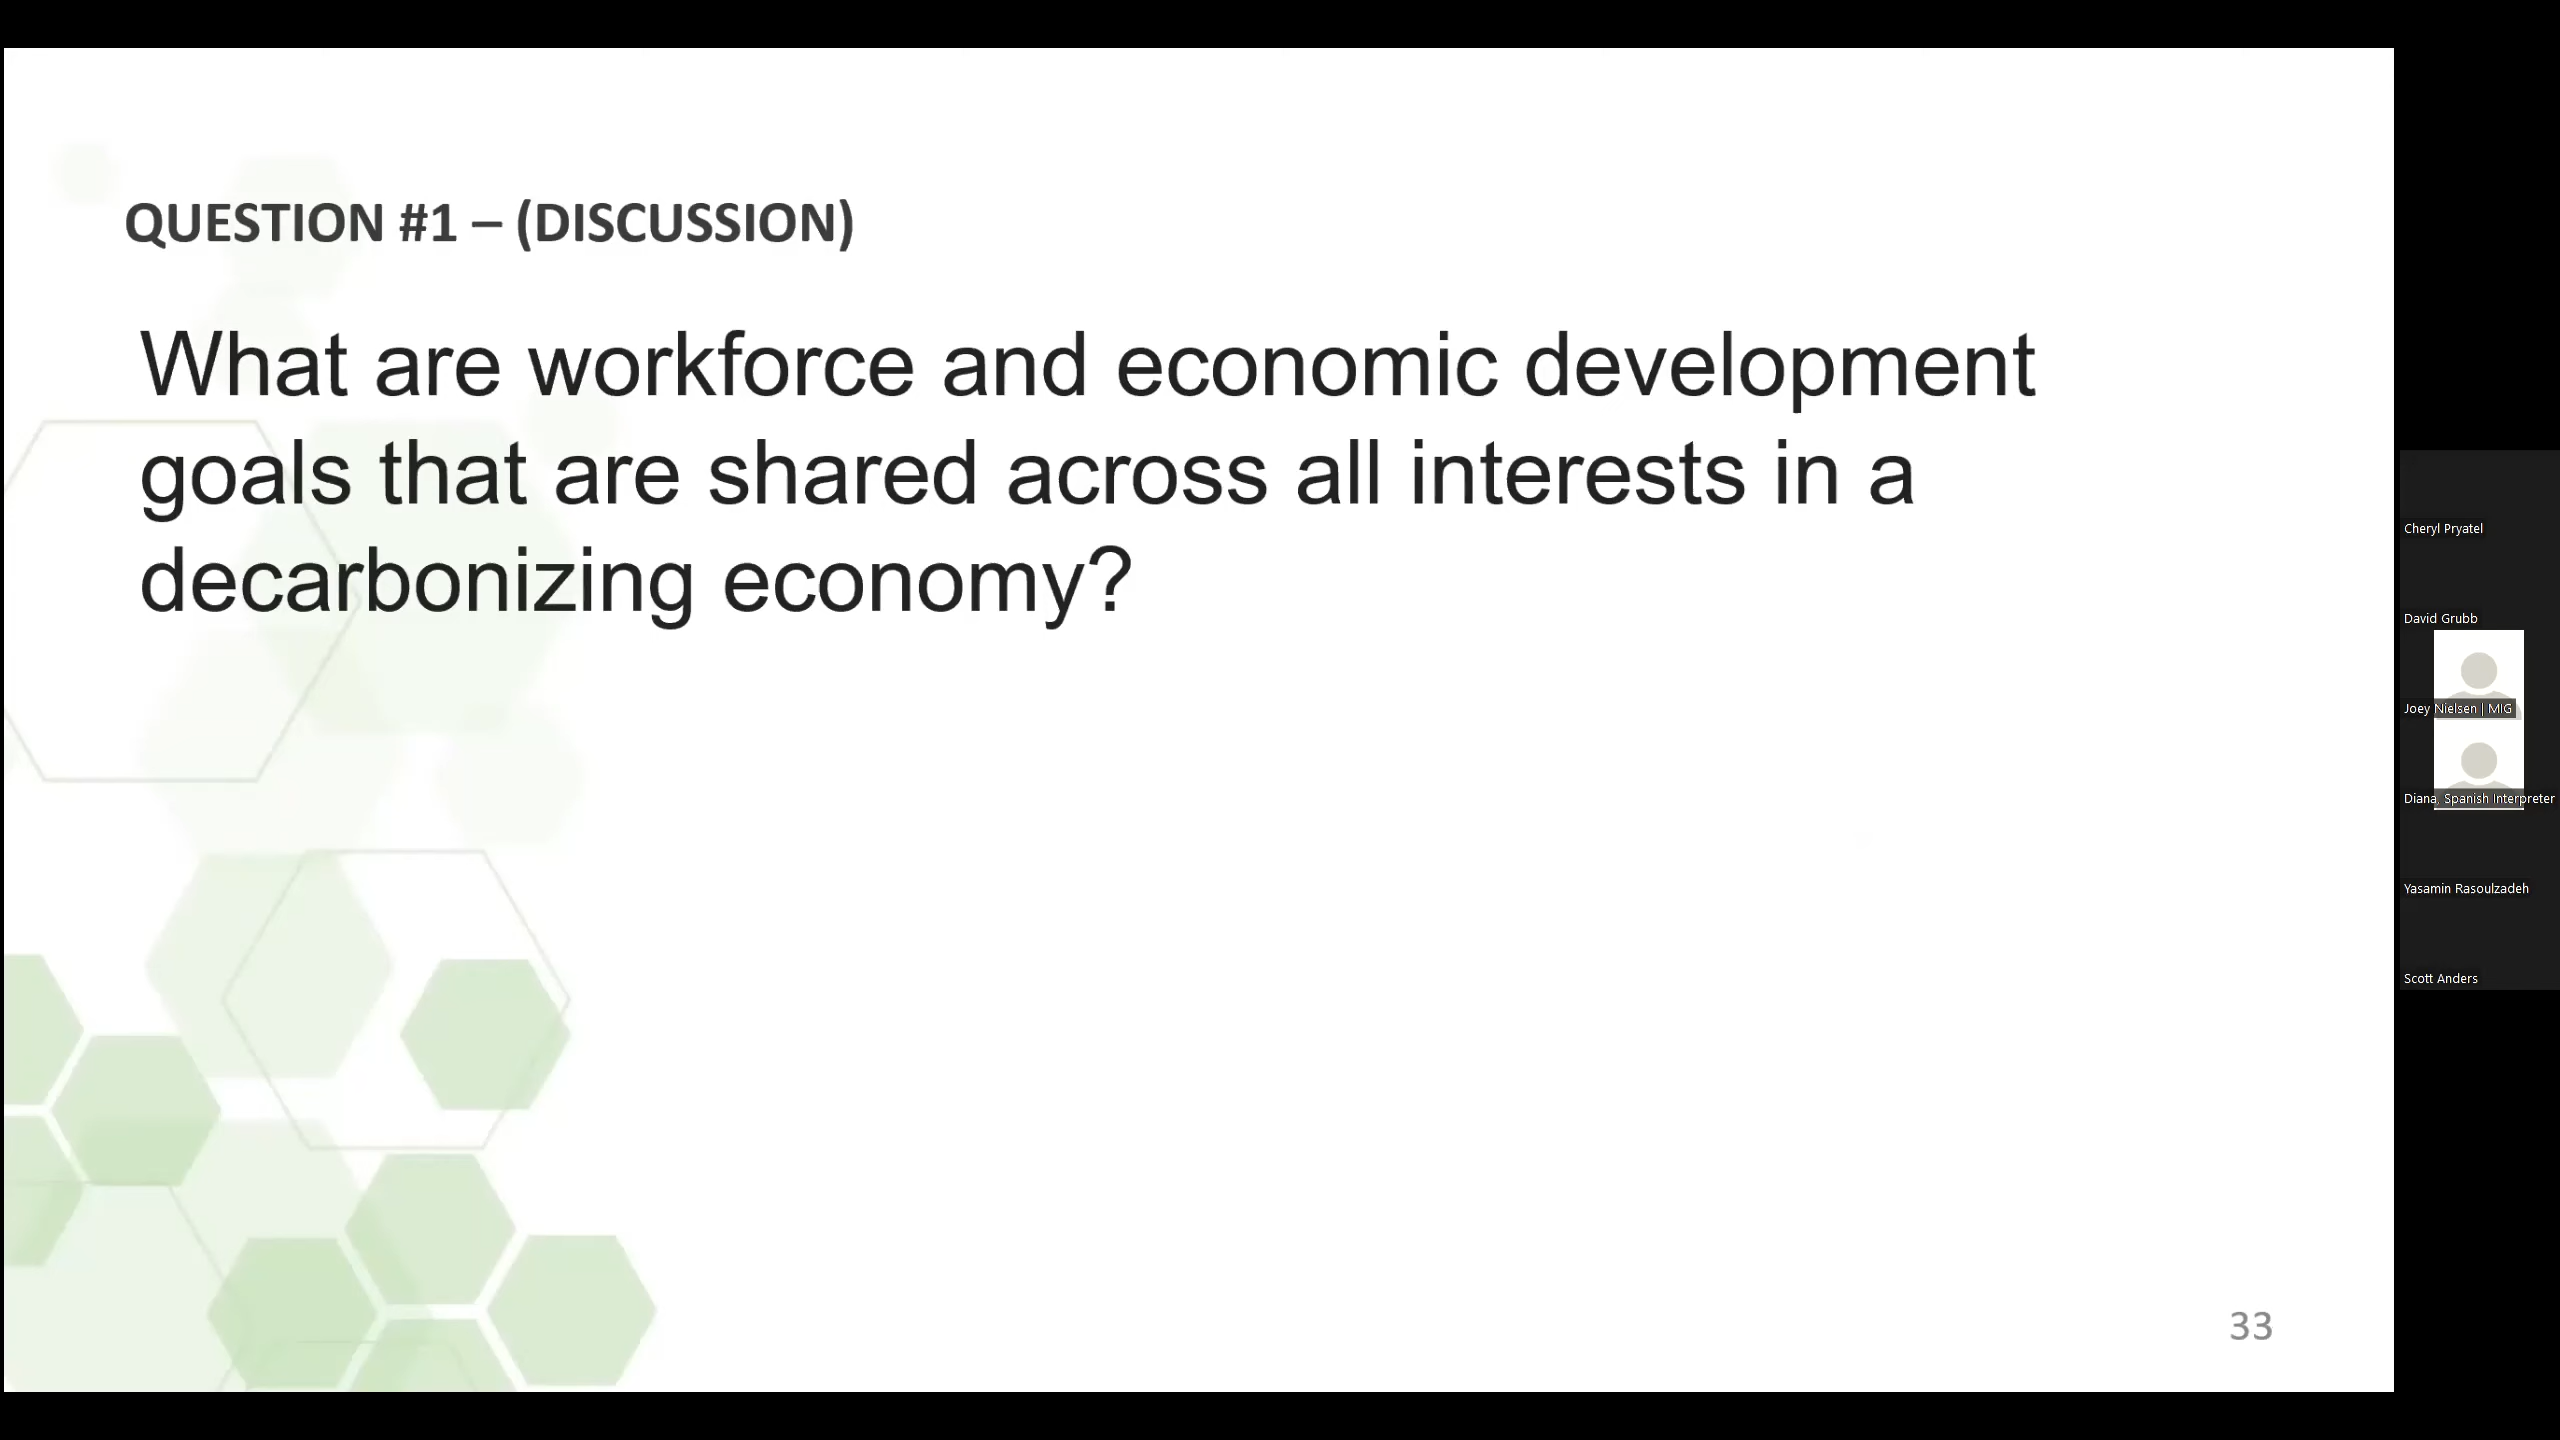 QUESTION #1 – (DISCUSSION)
What are workforce and economic development
goals that are shared across all interests in a
decarbonizing economy?
33
Cheryl Pryatel
David Grubb
Joey Nielsen | MIG
Diana, Spanish Interpreter
Yasamin Rasoulzadeh
Scott Anders